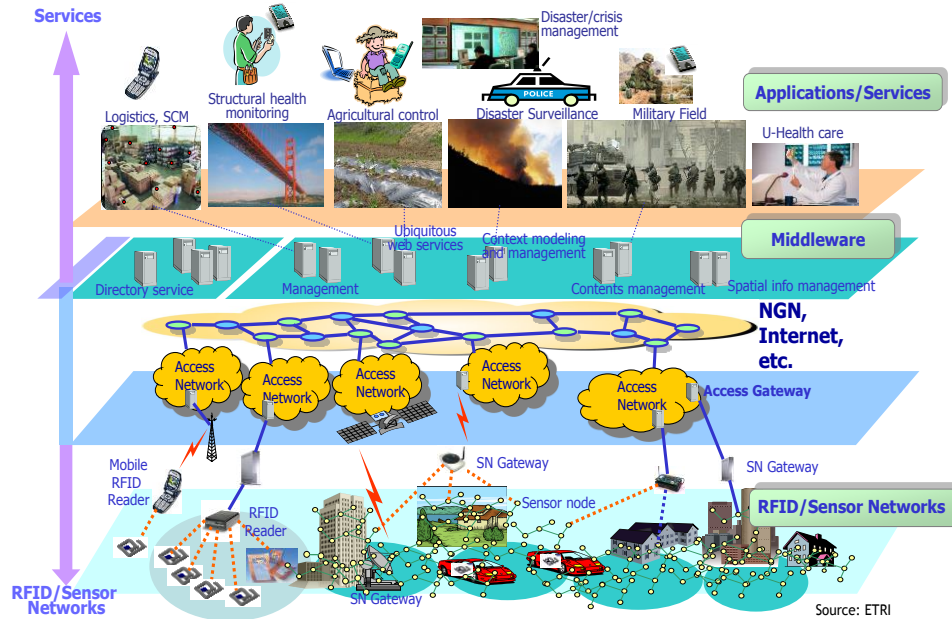 Services
Disaster/crisis
management
Structural health
monitoring
Logistics, SCM
Agricultural control
POLICE
Disaster Surveillance
Military Field
Applications/Services
U-Health care
Middleware
Ubiquitous
web services
Context modeling
and management
Directory service
Management
Contents management
Spatial info management
NGN,
Internet,
etc.
Access
Network
Access
Network
Access
Network
Access
Network
Access
Network
Access Gateway
Mobile
RFID
Reader
SN Gateway
SN Gateway
Sensor node
RFID
Reader
RFID/Sensor Networks
SN Gateway
RFID/Sensor
Networks
Source: ETRI